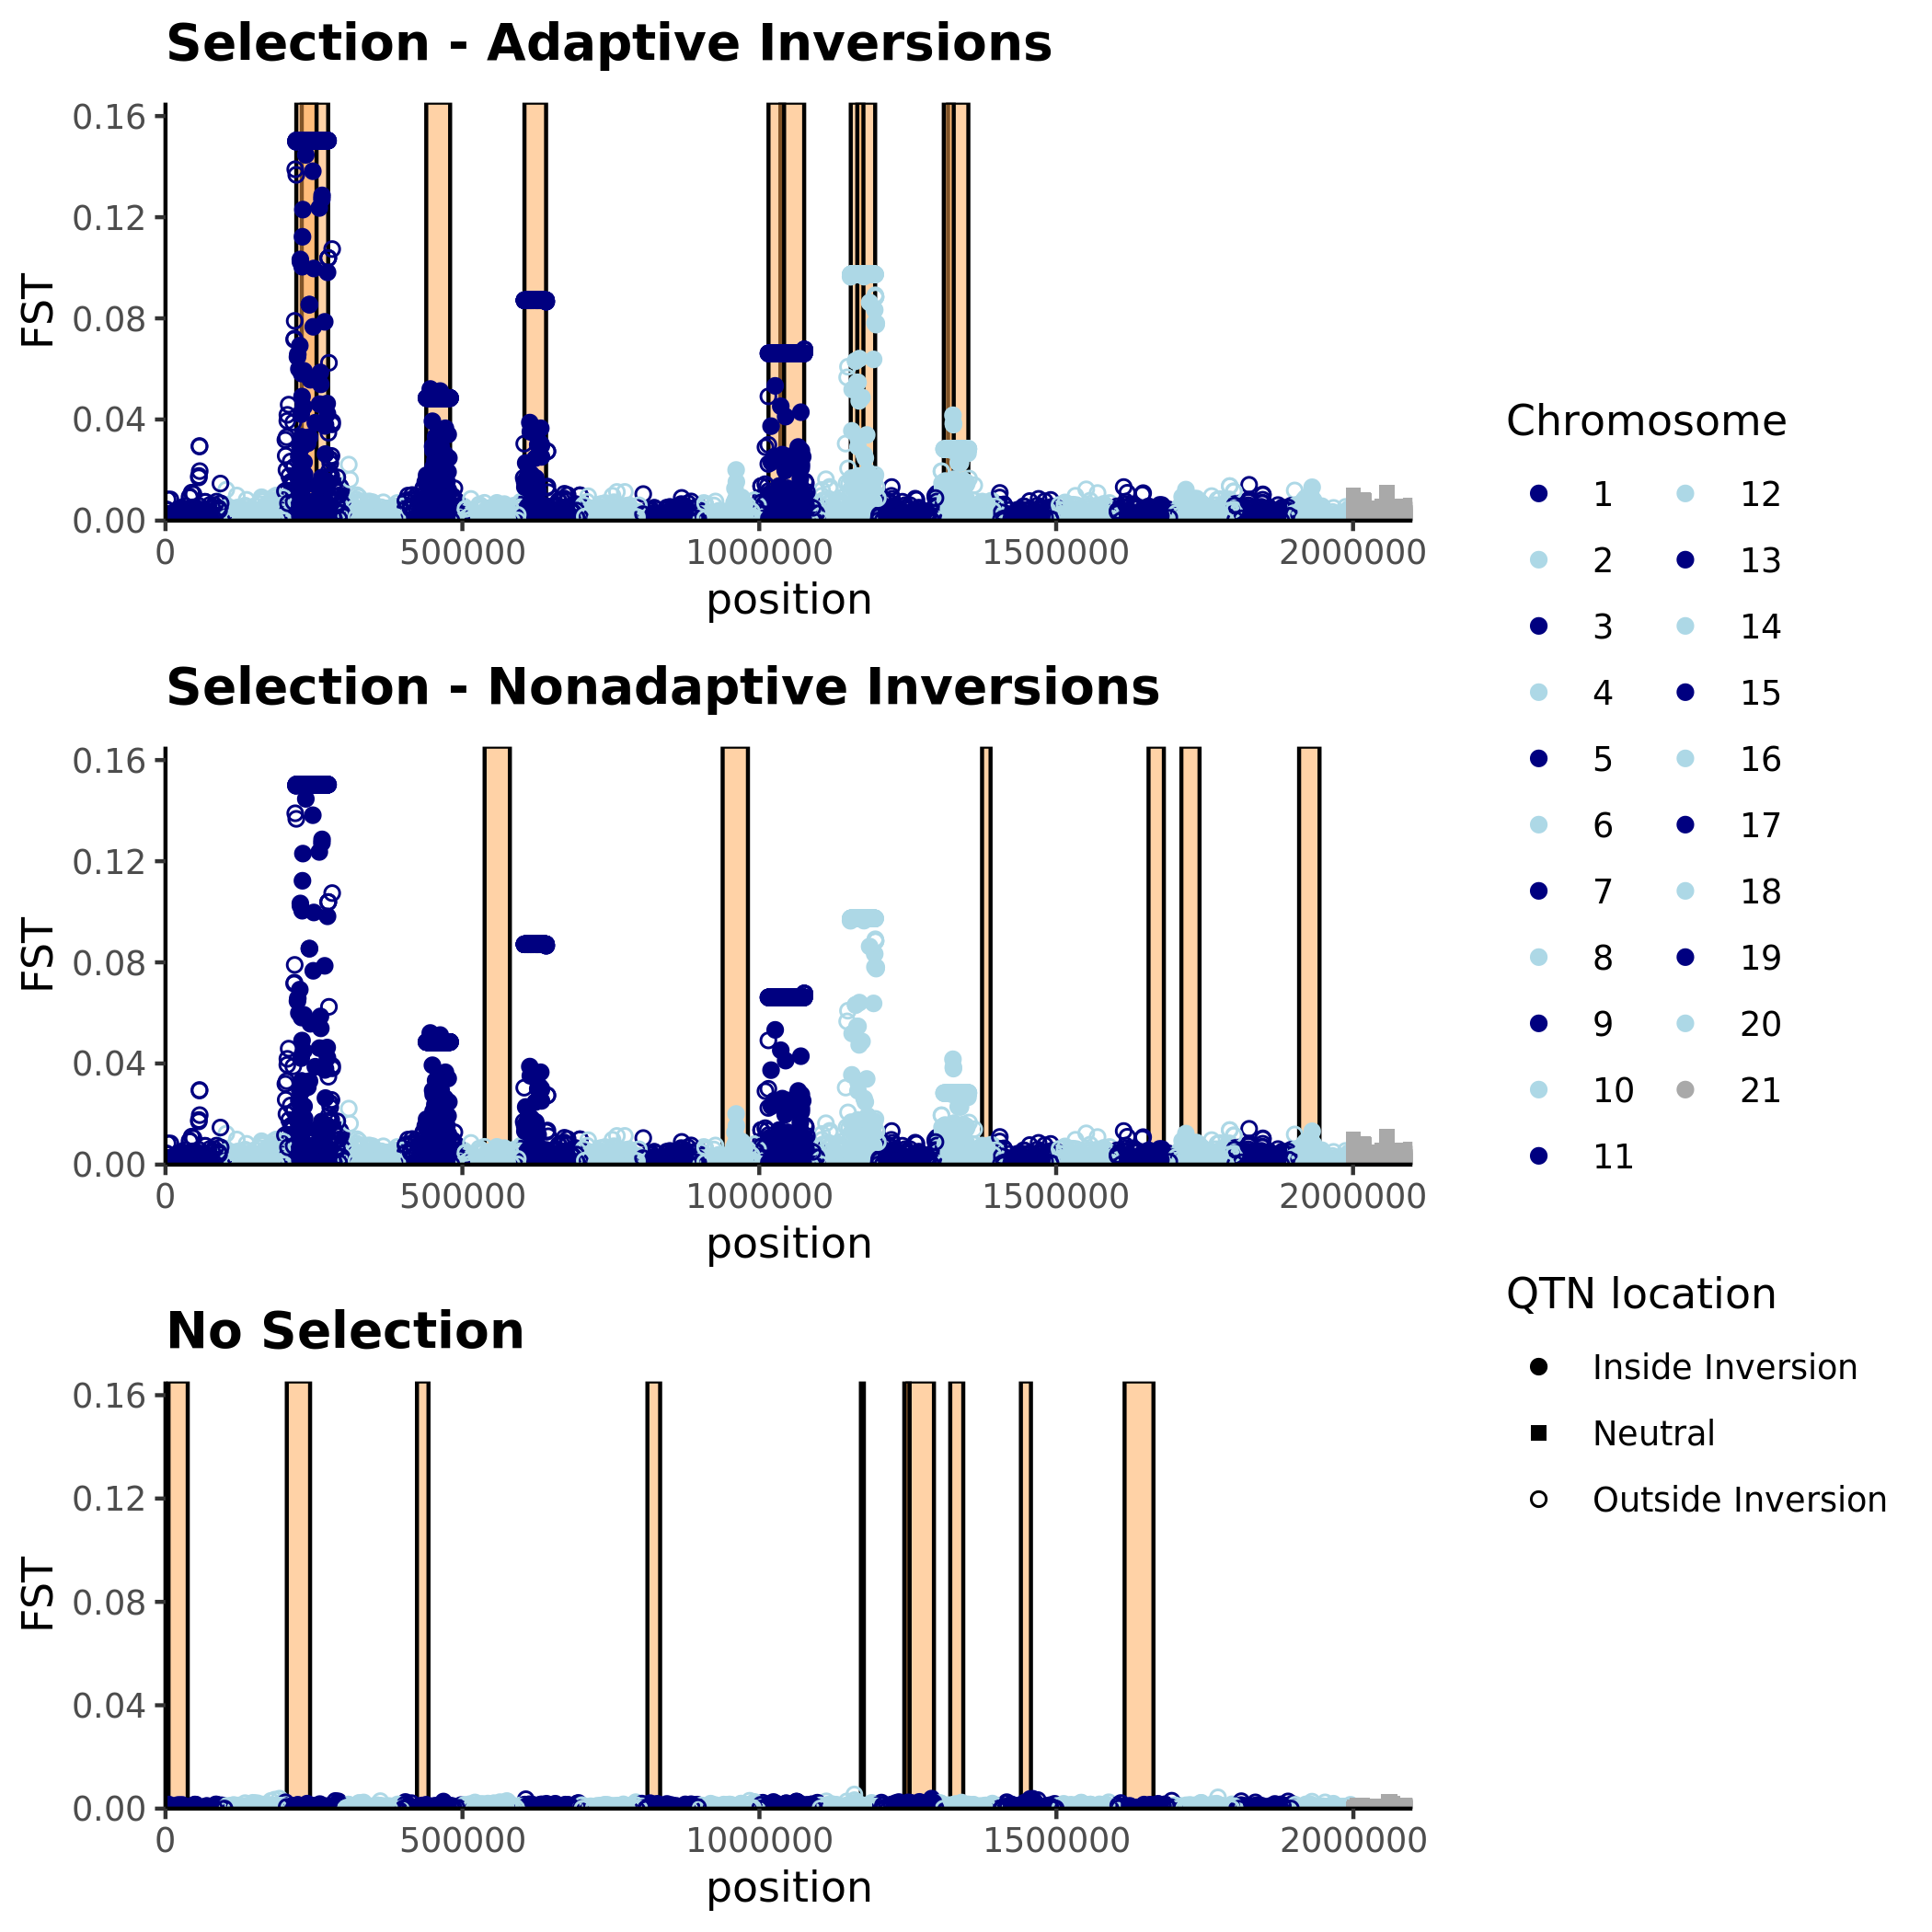 Selection - Adaptive Inversions
0.16
0.12
0.08
0.04
0.00
FST
0 500000 1000000 1500000 2000000
position
Selection - Nonadaptive Inversions
0.16
0.12
0.08
0.04
0.00
FST
0 500000 1000000 1500000 2000000
position
No Selection
0.16
0.12
0.08
0.04
0.00
FST
0 500000 1000000 1500000 2000000
position
Chromosome
1 12
2 13
3 14
4 15
5 16
6 17
7 18
8 19
9 20
10 21
11
QTN location
Inside Inversion
Neutral
Outside Inversion